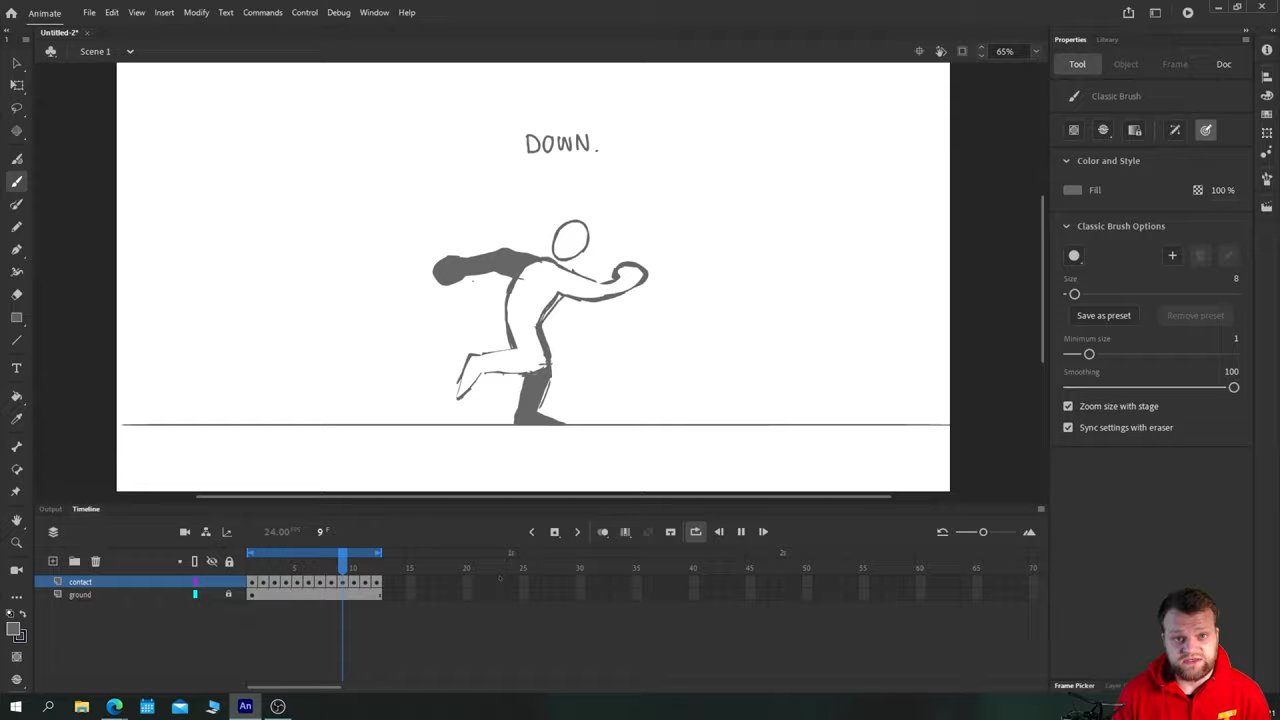 Animate
File
Edit
View
Insert
Modify
Text
Commands
Control
Debug
Window
Help
Untitled-2*
Scene 1
65%
DOWN.
Properties
Library
Tool
Object
Frame
Doc
Classic Brush
Color and Style
Fill
100 %
Classic Brush Options
Size
8
Save as preset
Remove preset
Minimum size
1
Smoothing
100
Zoom size with stage
Sync settings with eraser
Output
Timeline
24.00 FPS
9 F
1s
2s
5
10
15
20
25
30
35
40
45
50
55
60
65
70
contact
ground
Frame Picker
An